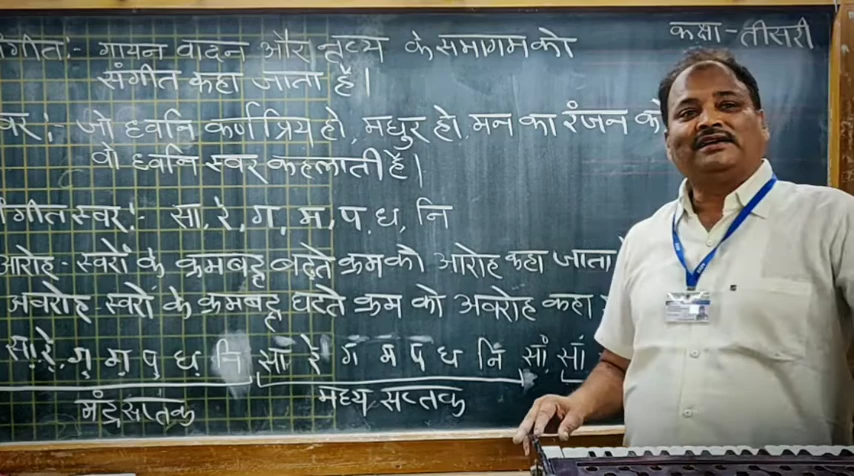 कक्षा-तीसरी
संगीत:- गायन वादन और नृत्य के समागम को
संगीत कहा जाता है।
स्वर:- जो ध्वनि कर्णप्रिय हो, मधुर हो, मन का रंजन
वो ध्वनि स्वर कहलाती है।
संगीत स्वर:- सा, रे, ग, म, प, ध, नि
आरोह - स्वरों के क्रमबद्ध बढ़ते क्रम को आरोह कहा जाता
अवरोह - स्वरों के क्रमबद्ध घटते क्रम को अवरोह कहा
सा़ रे़ ग़ म़ प़ ध़ नि़ सा रे ग म प ध नि सां सां
मंद्र सप्तक मध्य सप्तक